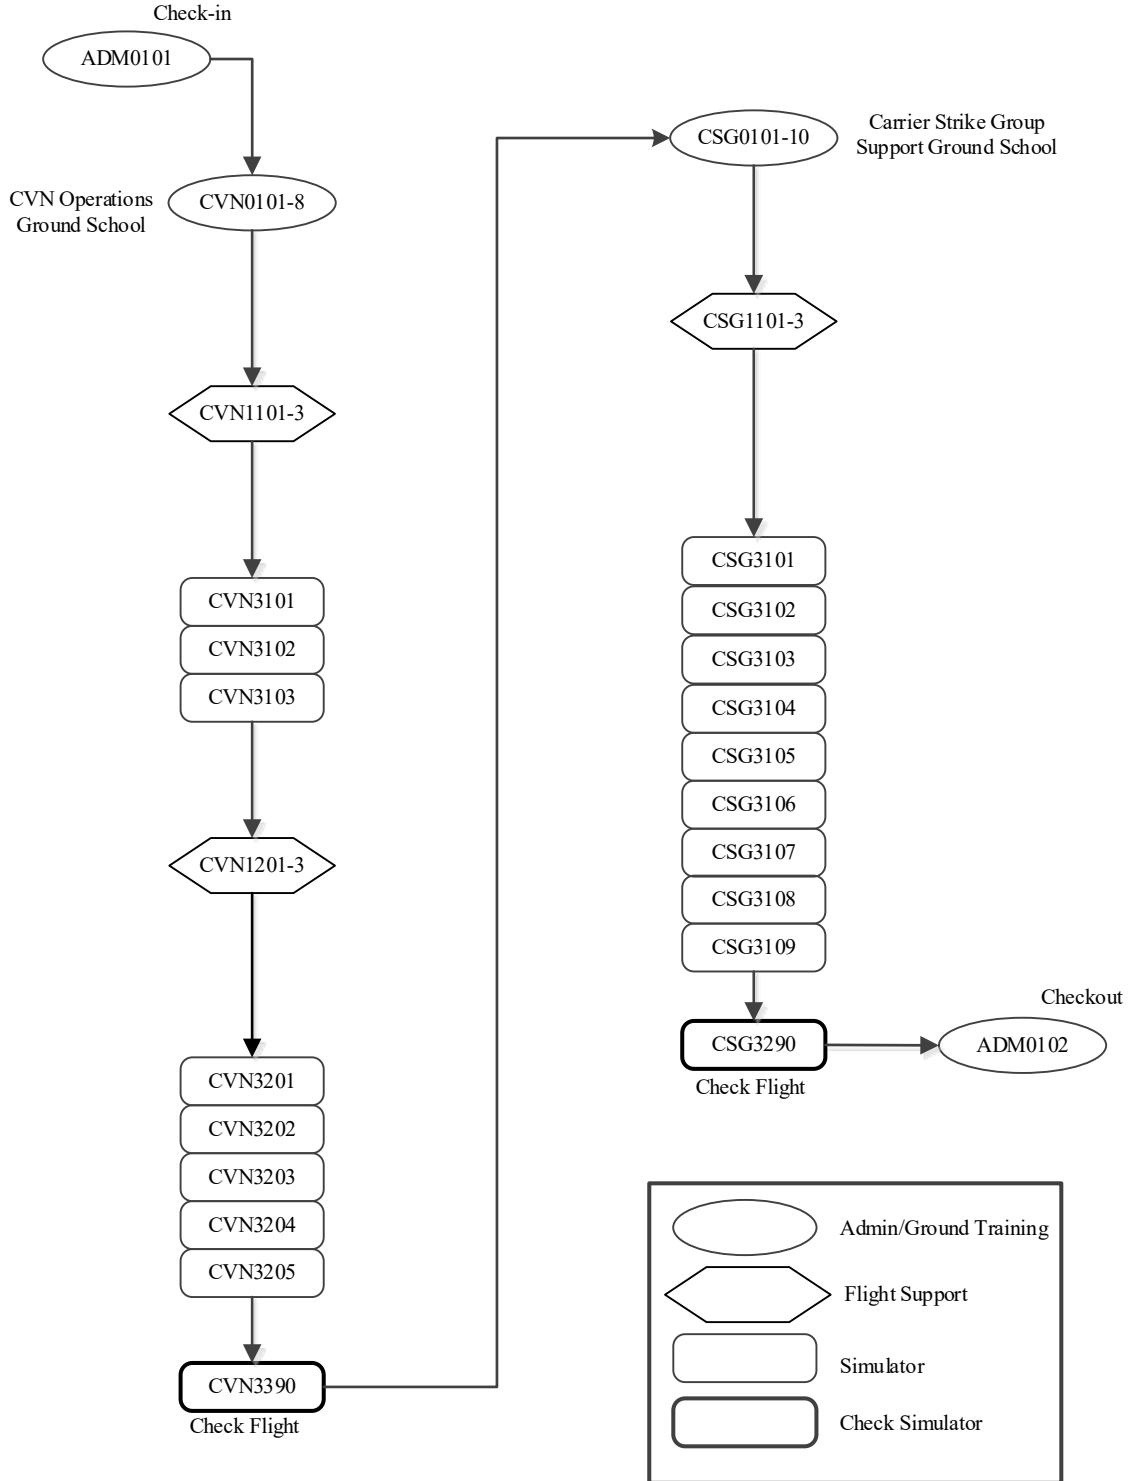 Check-in
ADM0101
CVN Operations
Ground School
CVN0101-8
CVN1101-3
CVN3101
CVN3102
CVN3103
CVN1201-3
CVN3201
CVN3202
CVN3203
CVN3204
CVN3205
CVN3390
Check Flight
CSG0101-10
Carrier Strike Group
Support Ground School
CSG1101-3
CSG3101
CSG3102
CSG3103
CSG3104
CSG3105
CSG3106
CSG3107
CSG3108
CSG3109
CSG3290
Check Flight
Checkout
ADM0102
Admin/Ground Training
Flight Support
Simulator
Check Simulator